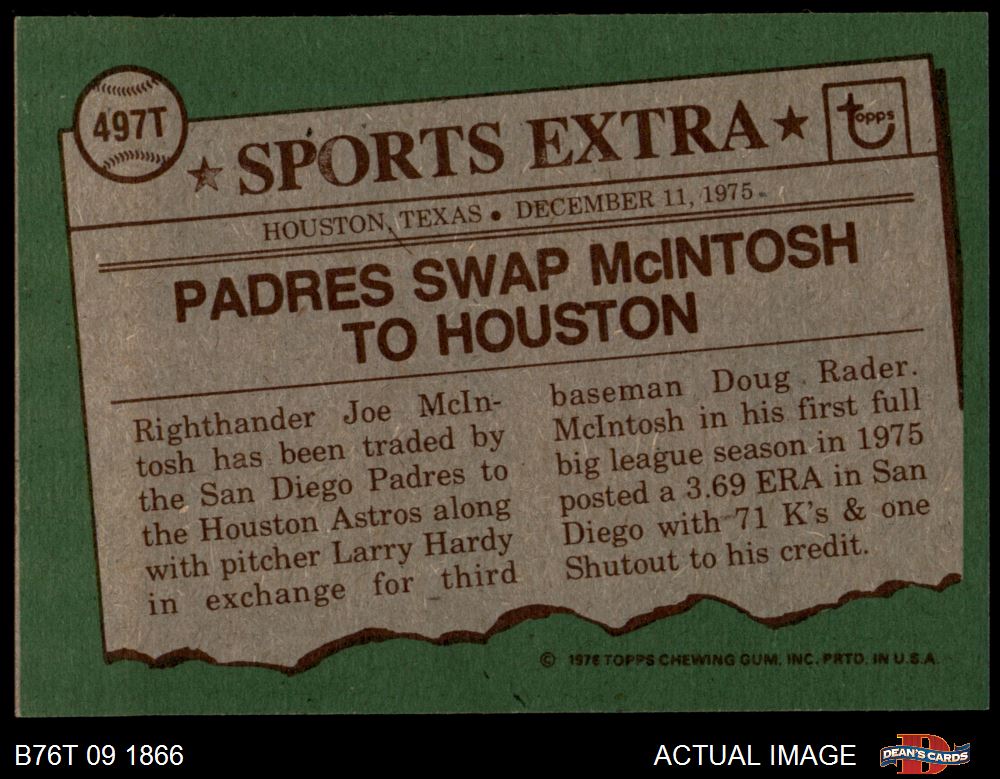 497T
★ SPORTS EXTRA ★
topps
HOUSTON, TEXAS • DECEMBER 11, 1975
PADRES SWAP McINTOSH
TO HOUSTON
Righthander Joe McIn-
tosh has been traded by
the San Diego Padres to
the Houston Astros along
with pitcher Larry Hardy
in exchange for third
baseman Doug Rader.
McIntosh in his first full
big league season in 1975
posted a 3.69 ERA in San
Diego with 71 K's & one
Shutout to his credit.
© 1976 TOPPS CHEWING GUM, INC. PRTD. IN U.S.A.
B76T 09 1866
ACTUAL IMAGE
DEAN'S CARDS